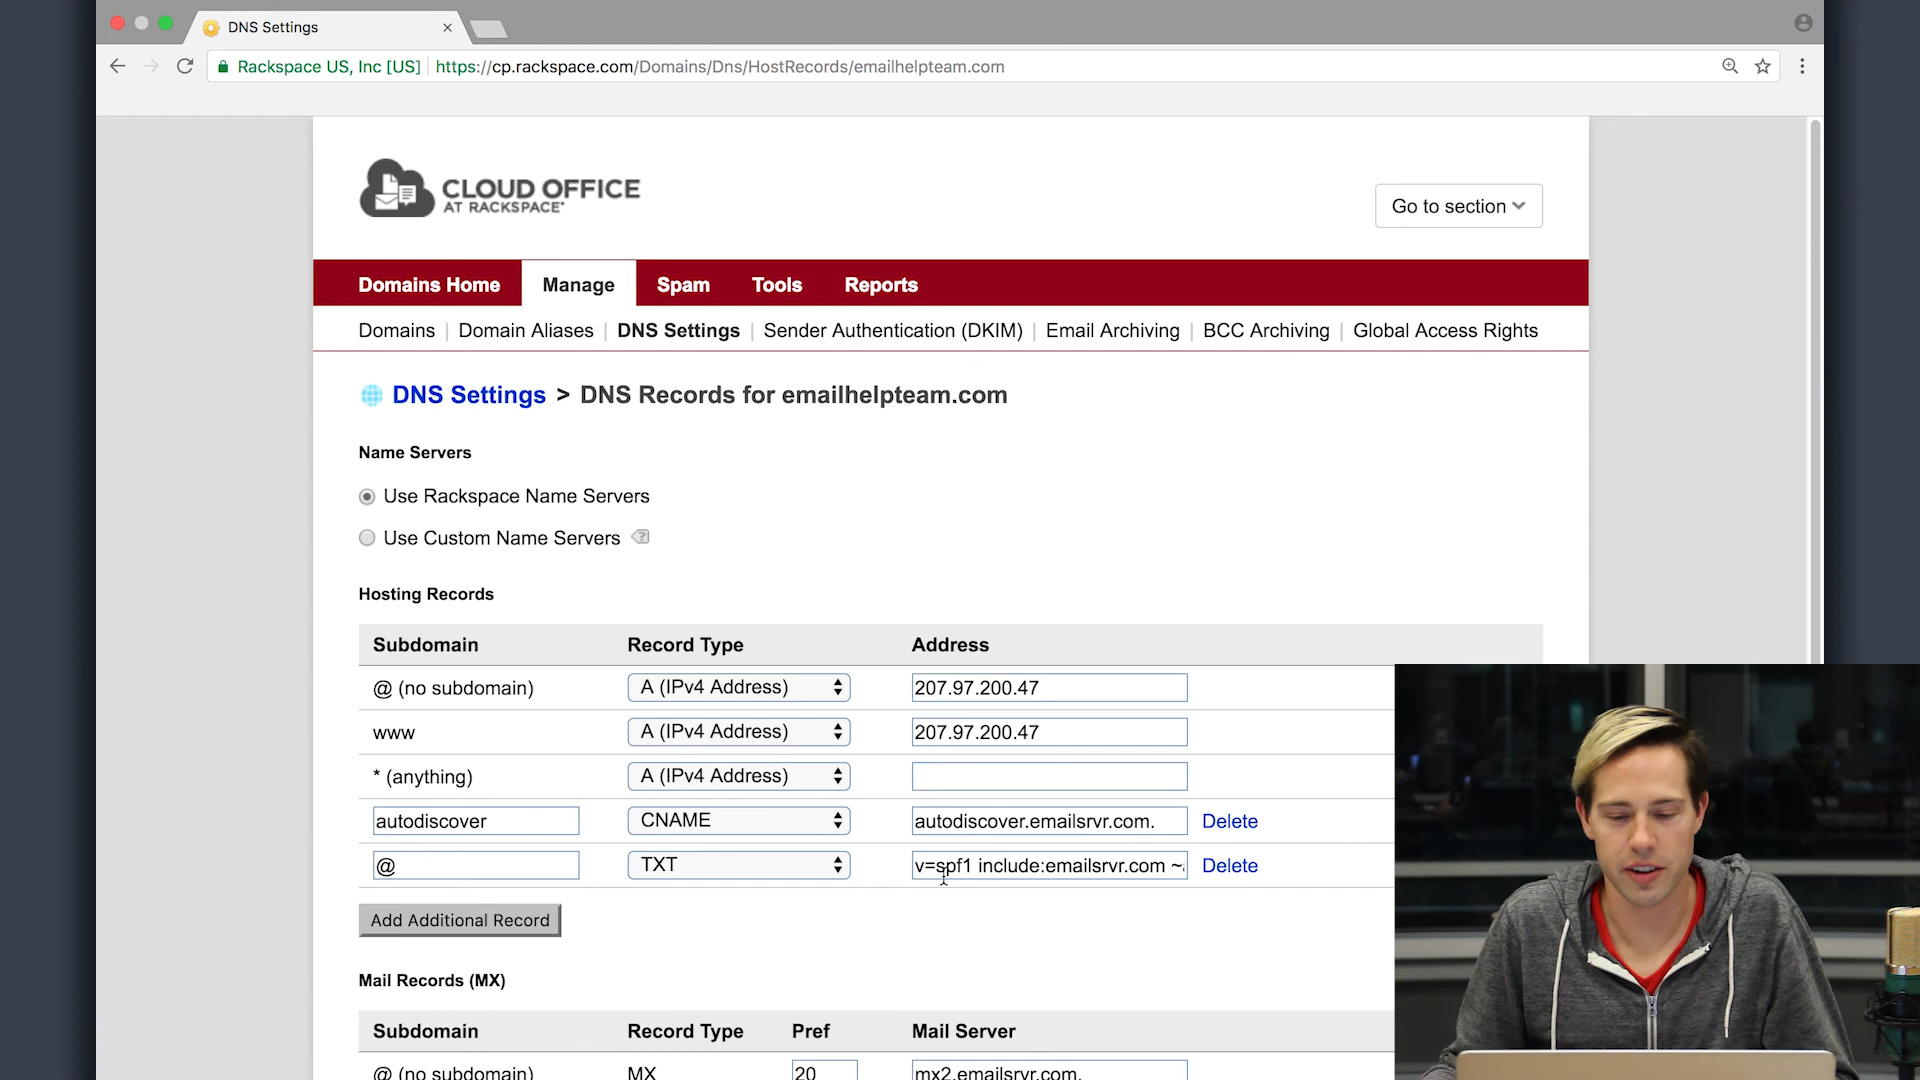 DNS Settings
Rackspace US, Inc [US] https://cp.rackspace.com/Domains/Dns/HostRecords/emailhelpteam.com
CLOUD OFFICE
AT RACKSPACE
Go to section
Domains Home Manage Spam Tools Reports
Domains | Domain Aliases | DNS Settings | Sender Authentication (DKIM) | Email Archiving | BCC Archiving | Global Access Rights
DNS Settings > DNS Records for emailhelpteam.com
Name Servers
Use Rackspace Name Servers
Use Custom Name Servers ?
Hosting Records
Subdomain Record Type Address
@ (no subdomain) A (IPv4 Address) 207.97.200.47
www A (IPv4 Address) 207.97.200.47
* (anything) A (IPv4 Address)
autodiscover CNAME autodiscover.emailsrvr.com. Delete
@ TXT v=spf1 include:emailsrvr.com ~ Delete
Add Additional Record
Mail Records (MX)
Subdomain Record Type Pref Mail Server
@ (no subdomain) MX 20 mx2.emailsrvr.com.